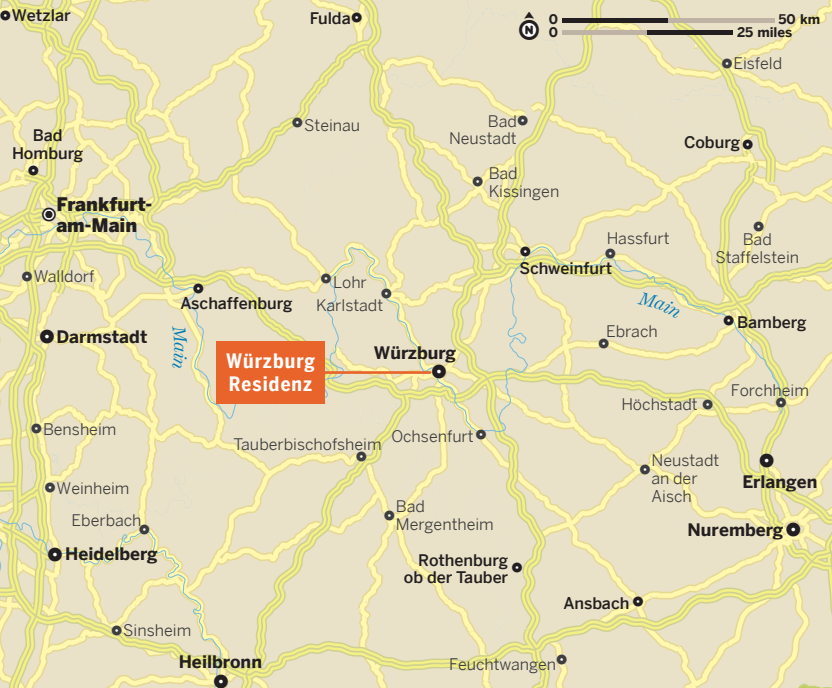 Wetzlar
Fulda
0
50 km
0
25 miles
N
Eisfeld
Steinau
Bad
Neustadt
Coburg
Bad
Homburg
Bad
Kissingen
Frankfurt-
am-Main
Hassfurt
Bad
Staffelstein
Walldorf
Lohr
Schweinfurt
Aschaffenburg
Karlstadt
Main
Bamberg
Darmstadt
Main
Ebrach
Würzburg
Würzburg
Residenz
Forchheim
Höchstadt
Bensheim
Tauberbischofsheim
Ochsenfurt
Neustadt
an der
Aisch
Erlangen
Weinheim
Eberbach
Bad
Mergentheim
Nuremberg
Heidelberg
Rothenburg
ob der Tauber
Ansbach
Sinsheim
Heilbronn
Feuchtwangen